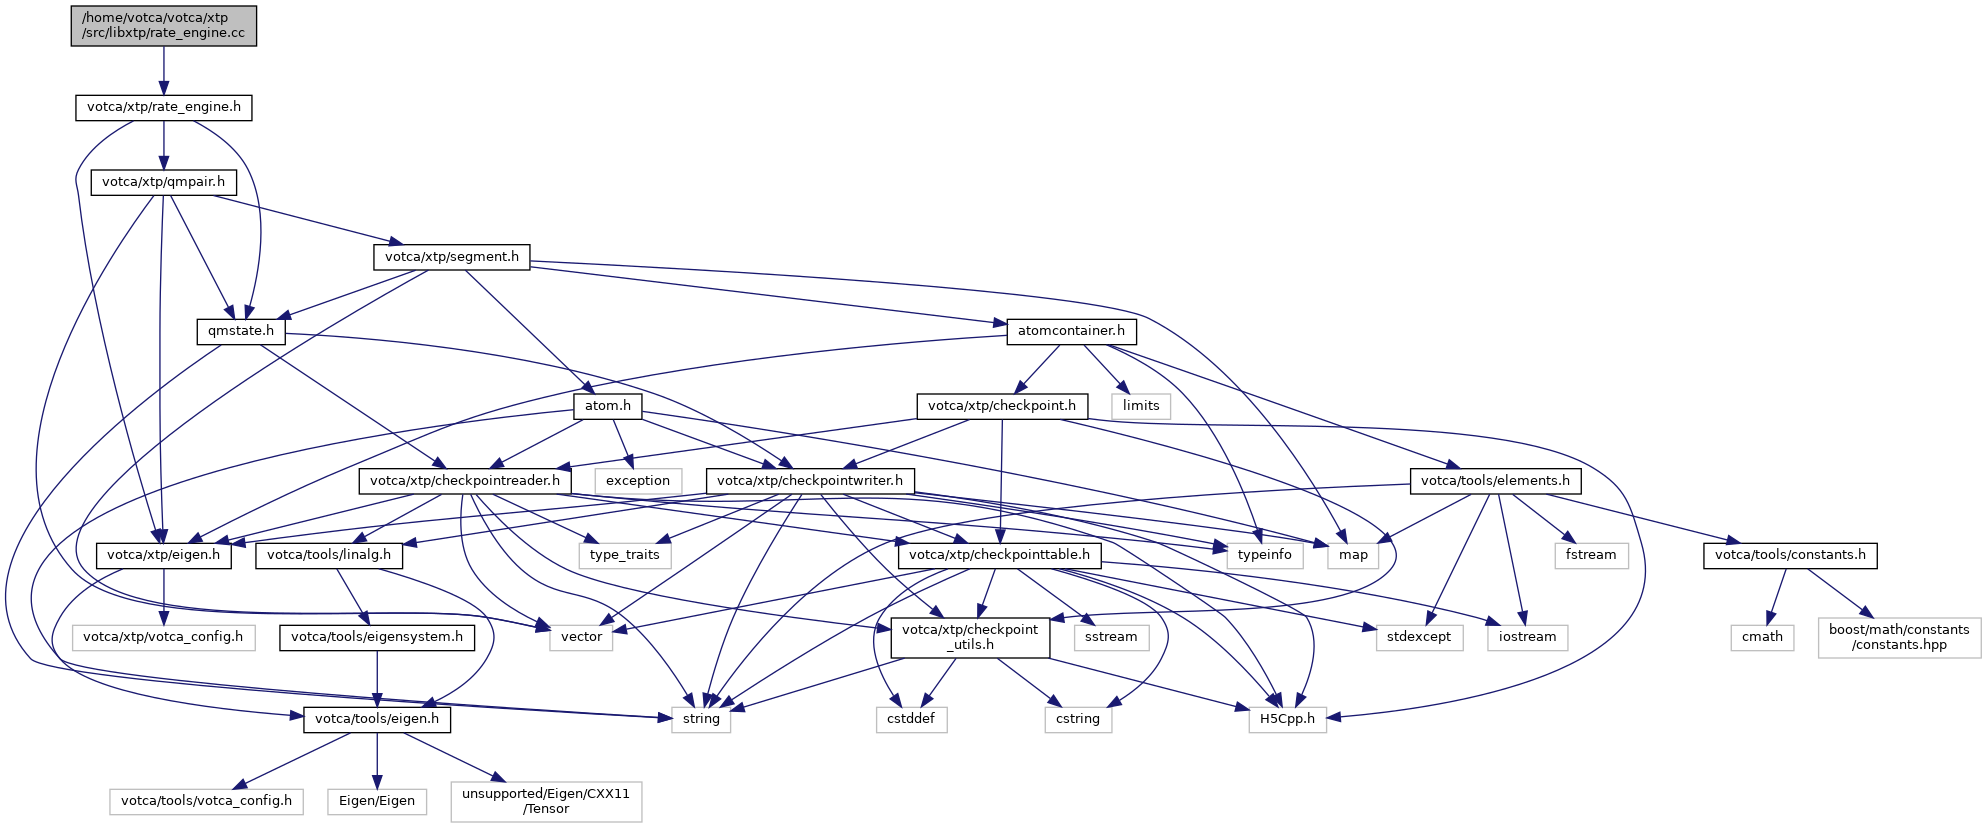 /home/votca/votca/xtp
/src/libxtp/rate_engine.cc
votca/xtp/rate_engine.h
votca/xtp/qmpair.h
votca/xtp/segment.h
qmstate.h
atomcontainer.h
atom.h
votca/xtp/checkpoint.h
limits
votca/xtp/checkpointreader.h
exception
votca/xtp/checkpointwriter.h
votca/tools/elements.h
votca/xtp/eigen.h
votca/tools/linalg.h
type_traits
votca/xtp/checkpointtable.h
typeinfo
map
fstream
votca/tools/constants.h
votca/xtp/votca_config.h
votca/tools/eigensystem.h
vector
votca/xtp/checkpoint
_utils.h
sstream
stdexcept
iostream
cmath
boost/math/constants
/constants.hpp
votca/tools/eigen.h
string
cstddef
cstring
H5Cpp.h
votca/tools/votca_config.h
Eigen/Eigen
unsupported/Eigen/CXX11
/Tensor